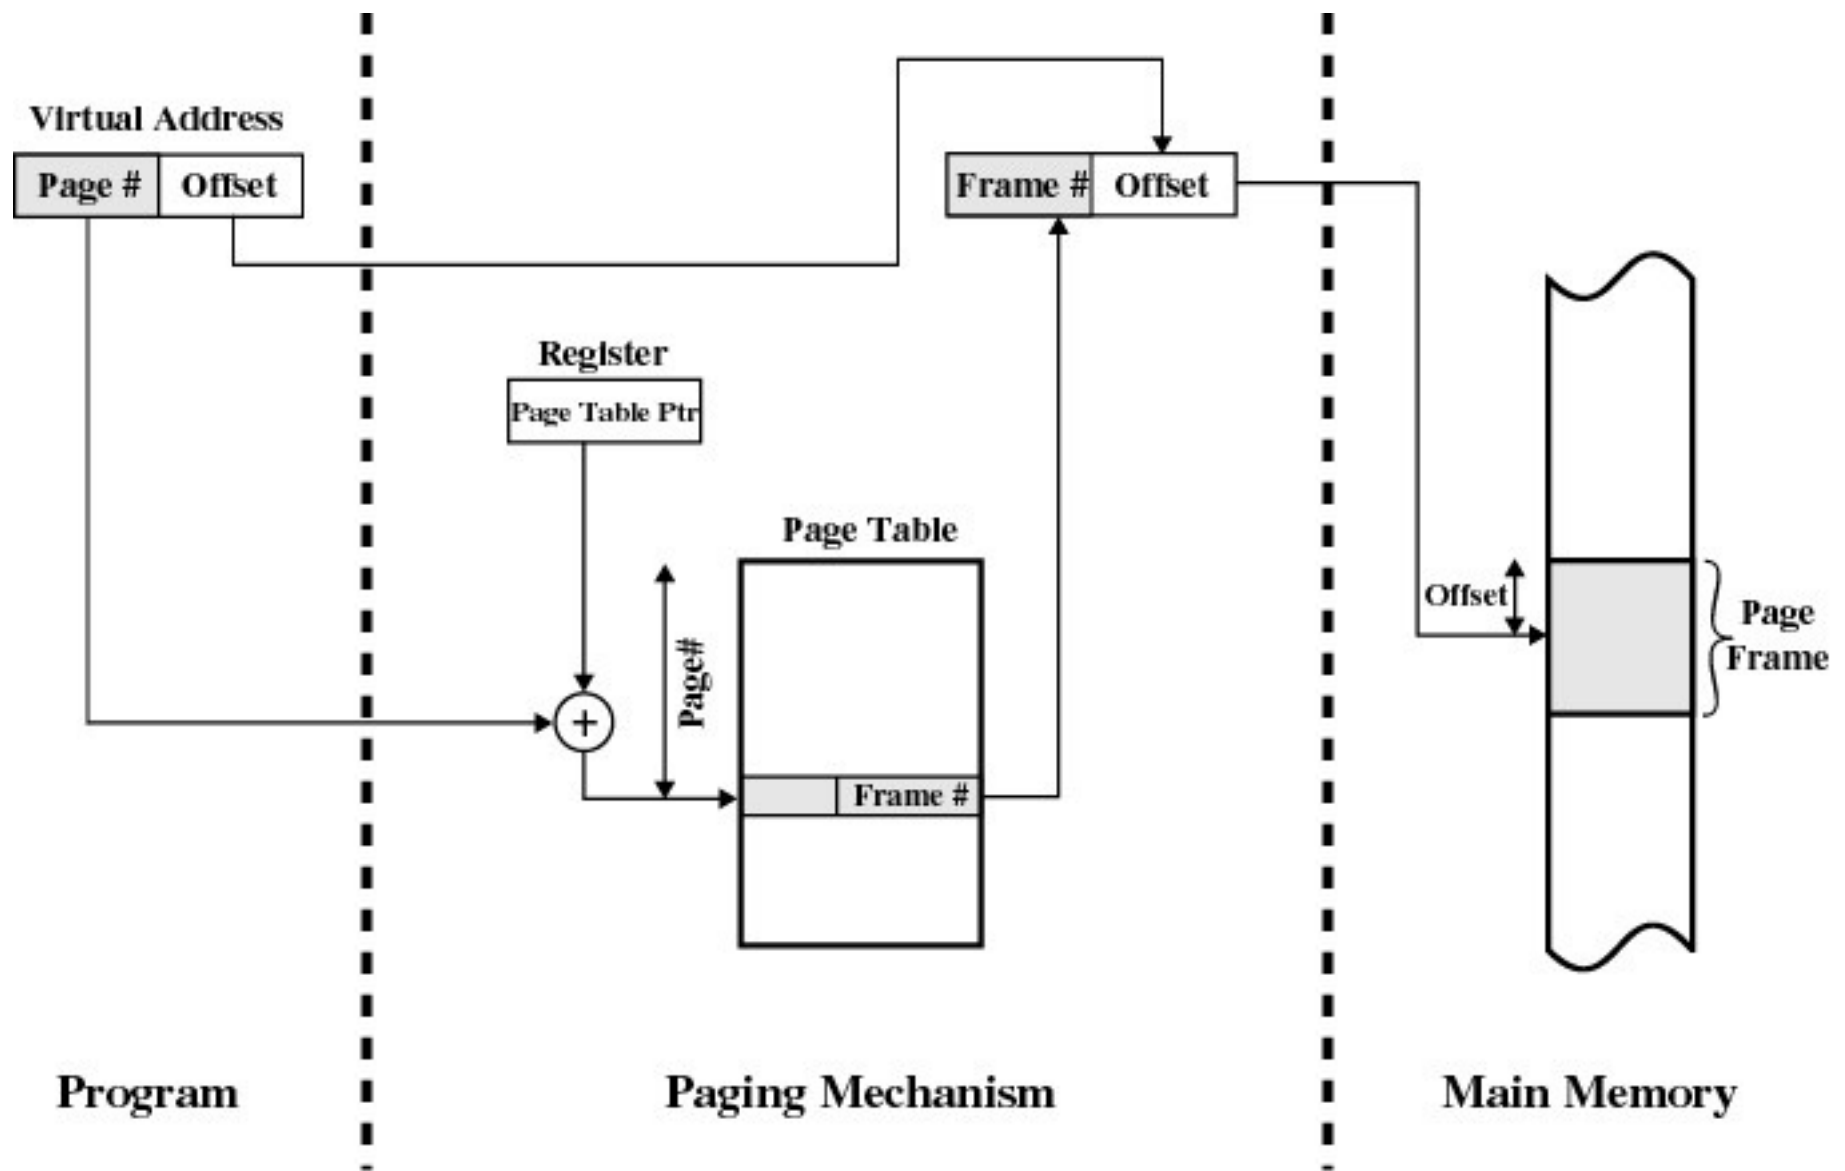 Virtual Address
Page #
Offset
Frame #
Offset
Register
Page Table Ptr
Page Table
Page#
+
Frame #
Offset
Page
Frame
Program
Paging Mechanism
Main Memory